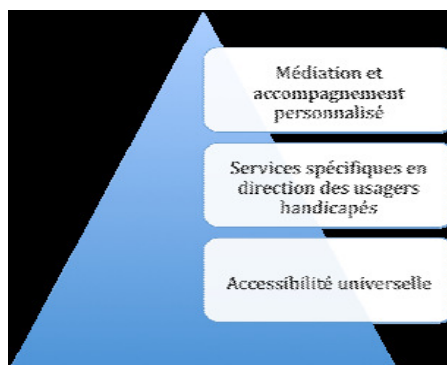 Médiation et
accompagnement
personnalisé
Services spécifiques en
direction des usagers
handicapés
Accessibilité universelle